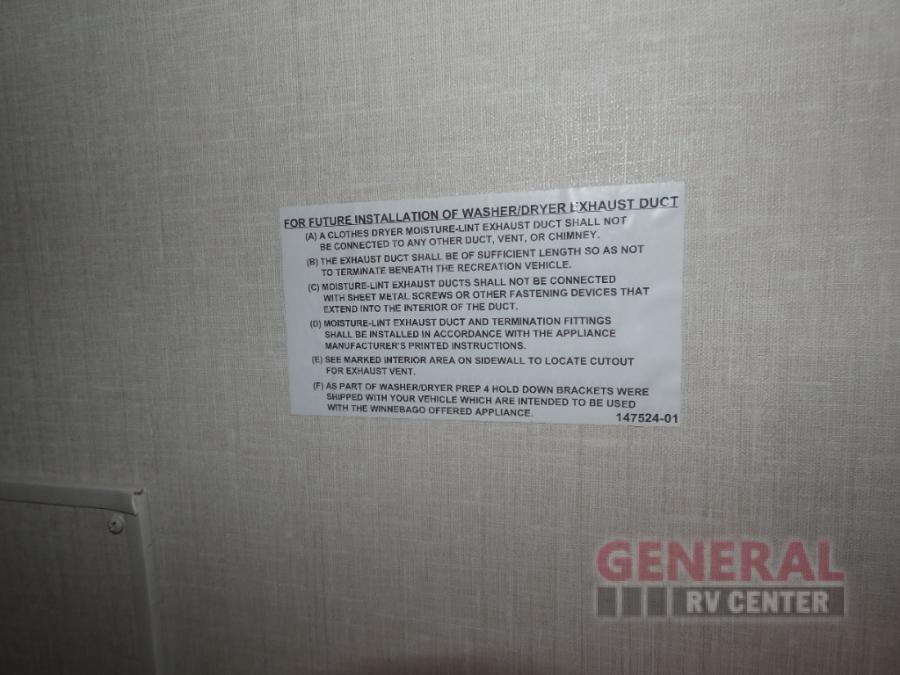 FOR FUTURE INSTALLATION OF WASHER/DRYER EXHAUST DUCT
(A) A CLOTHES DRYER MOISTURE-LINT EXHAUST DUCT SHALL NOT
BE CONNECTED TO ANY OTHER DUCT, VENT, OR CHIMNEY.
(B) THE EXHAUST DUCT SHALL BE OF SUFFICIENT LENGTH SO AS NOT
TO TERMINATE BENEATH THE RECREATION VEHICLE.
(C) MOISTURE-LINT EXHAUST DUCTS SHALL NOT BE CONNECTED
WITH SHEET METAL SCREWS OR OTHER FASTENING DEVICES THAT
EXTEND INTO THE INTERIOR OF THE DUCT.
(D) MOISTURE-LINT EXHAUST DUCT AND TERMINATION FITTINGS
SHALL BE INSTALLED IN ACCORDANCE WITH THE APPLIANCE
MANUFACTURER'S PRINTED INSTRUCTIONS.
(E) SEE MARKED INTERIOR AREA ON SIDEWALL TO LOCATE CUTOUT
FOR EXHAUST VENT.
(F) AS PART OF WASHER/DRYER PREP 4 HOLD DOWN BRACKETS WERE
SHIPPED WITH YOUR VEHICLE WHICH ARE INTENDED TO BE USED
WITH THE WINNEBAGO OFFERED APPLIANCE.
147524-01
GENERAL
RV CENTER